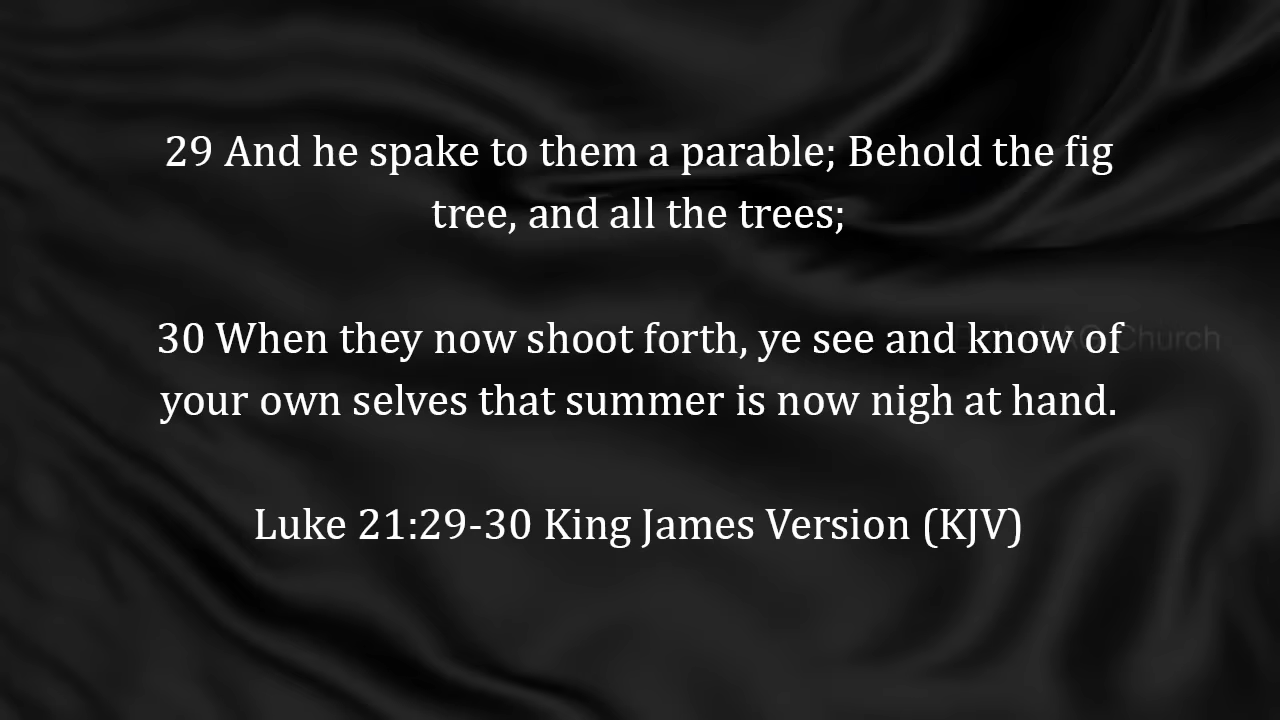 29 And he spake to them a parable; Behold the fig
tree, and all the trees;
30 When they now shoot forth, ye see and know of
your own selves that summer is now nigh at hand.
Luke 21:29-30 King James Version (KJV)
Church